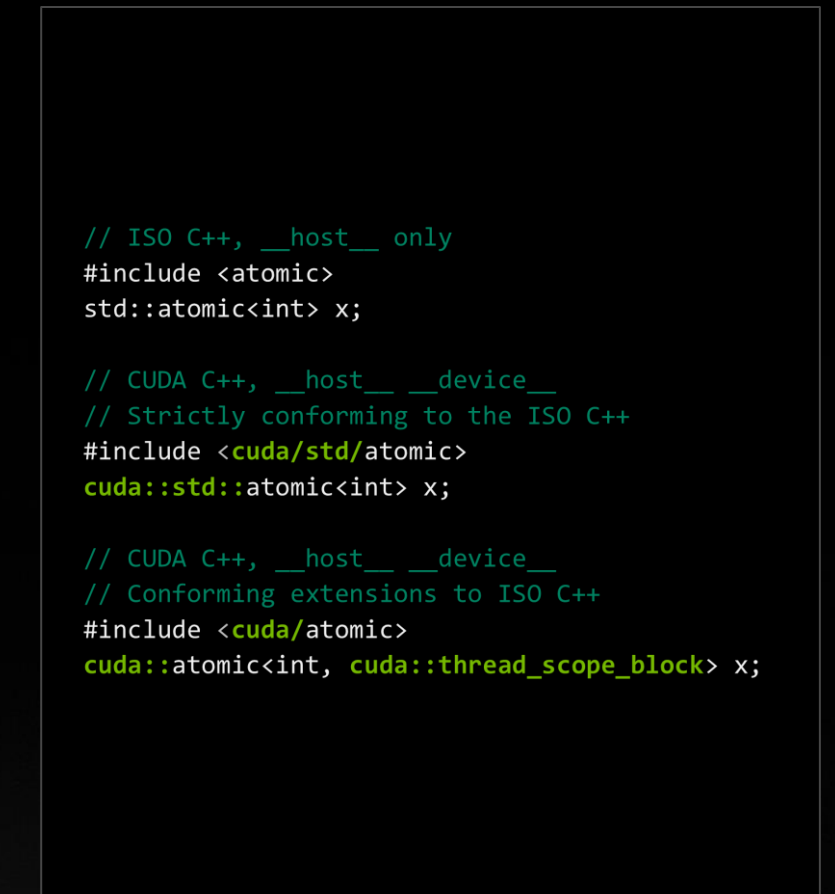 // ISO C++, __host__ only
#include <atomic>
std::atomic<int> x;
// CUDA C++, __host__ __device__
// Strictly conforming to the ISO C++
#include <cuda/std/atomic>
cuda::std::atomic<int> x;
// CUDA C++, __host__ __device__
// Conforming extensions to ISO C++
#include <cuda/atomic>
cuda::atomic<int, cuda::thread_scope_block> x;